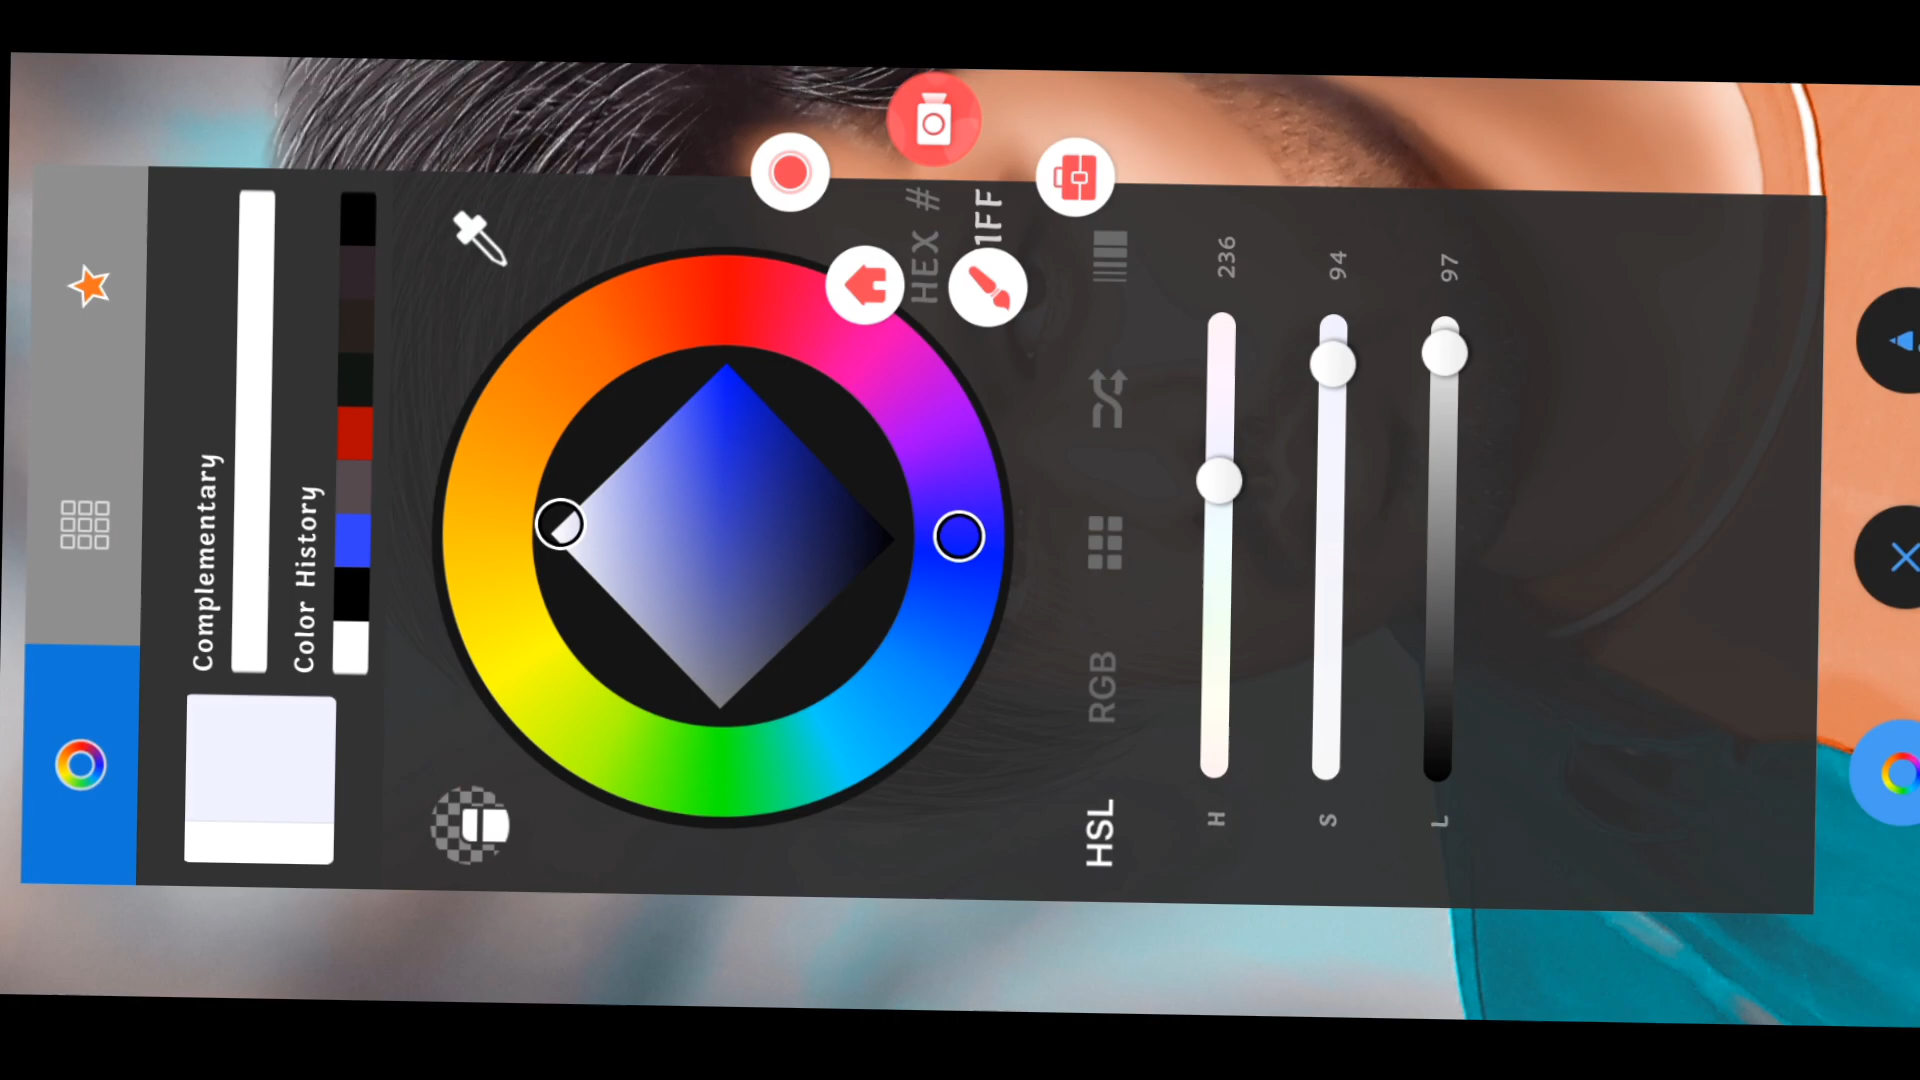 Complementary
Color History
HEX #
1FF
HSL
RGB
H
236
S
94
L
97